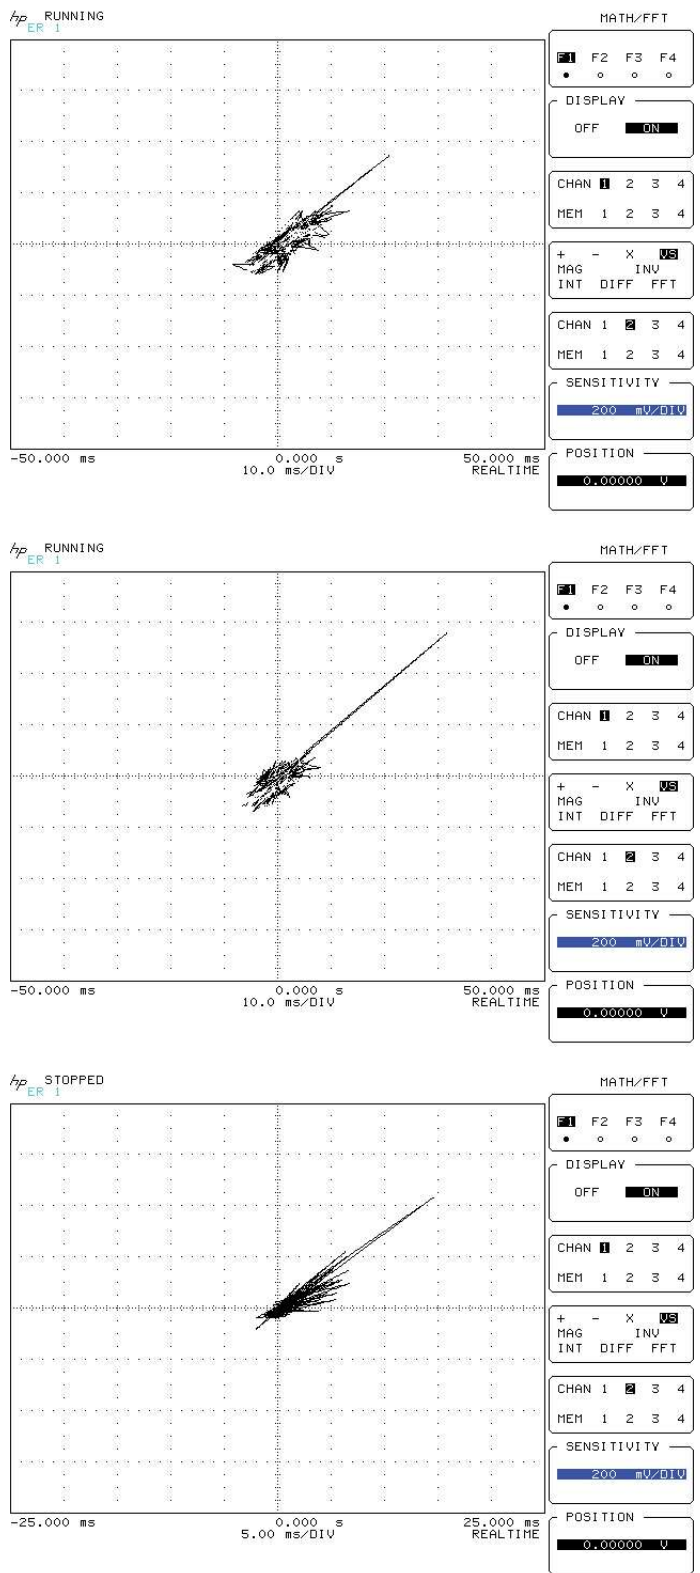 hp RUNNING
ER 1
MATH/FFT
F1 F2 F3 F4
DISPLAY
OFF ON
CHAN 1 2 3 4
MEM 1 2 3 4
+ - X VS
MAG INV
INT DIFF FFT
CHAN 1 2 3 4
MEM 1 2 3 4
SENSITIVITY
200 mV/DIV
POSITION
0.00000 V
-50.000 ms 0.000 s 50.000 ms
10.0 ms/DIV REALTIME
hp RUNNING
ER 1
MATH/FFT
F1 F2 F3 F4
DISPLAY
OFF ON
CHAN 1 2 3 4
MEM 1 2 3 4
+ - X VS
MAG INV
INT DIFF FFT
CHAN 1 2 3 4
MEM 1 2 3 4
SENSITIVITY
200 mV/DIV
POSITION
0.00000 V
-50.000 ms 0.000 s 50.000 ms
10.0 ms/DIV REALTIME
hp STOPPED
ER 1
MATH/FFT
F1 F2 F3 F4
DISPLAY
OFF ON
CHAN 1 2 3 4
MEM 1 2 3 4
+ - X VS
MAG INV
INT DIFF FFT
CHAN 1 2 3 4
MEM 1 2 3 4
SENSITIVITY
200 mV/DIV
POSITION
0.00000 V
-25.000 ms 0.000 s 25.000 ms
5.00 ms/DIV REALTIME